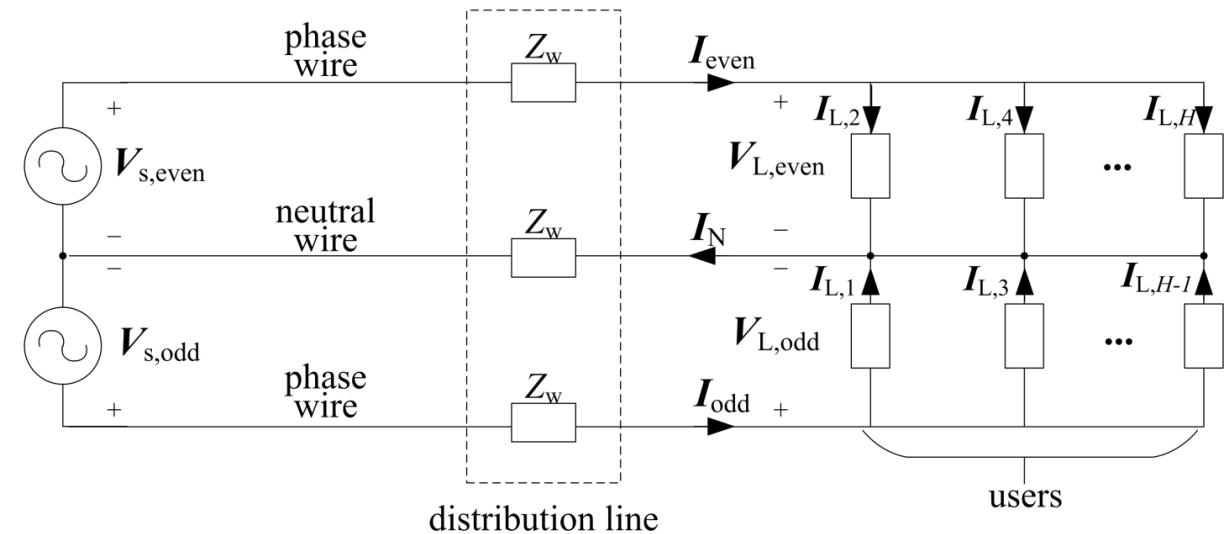 phase
wire
Z_w
I_even
+
+
I_L,2
I_L,4
I_L,H
V_s,even
V_L,even
...
neutral
wire
Z_w
I_N
−
−
−
−
I_L,1
I_L,3
I_L,H-1
V_s,odd
V_L,odd
...
phase
wire
Z_w
I_odd
+
+
users
distribution line